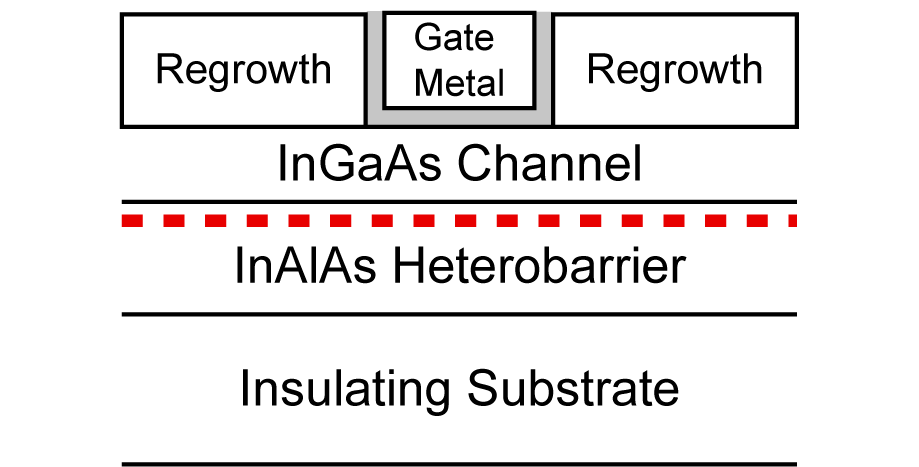 Regrowth
Gate
Metal
Regrowth
InGaAs Channel
InAlAs Heterobarrier
Insulating Substrate